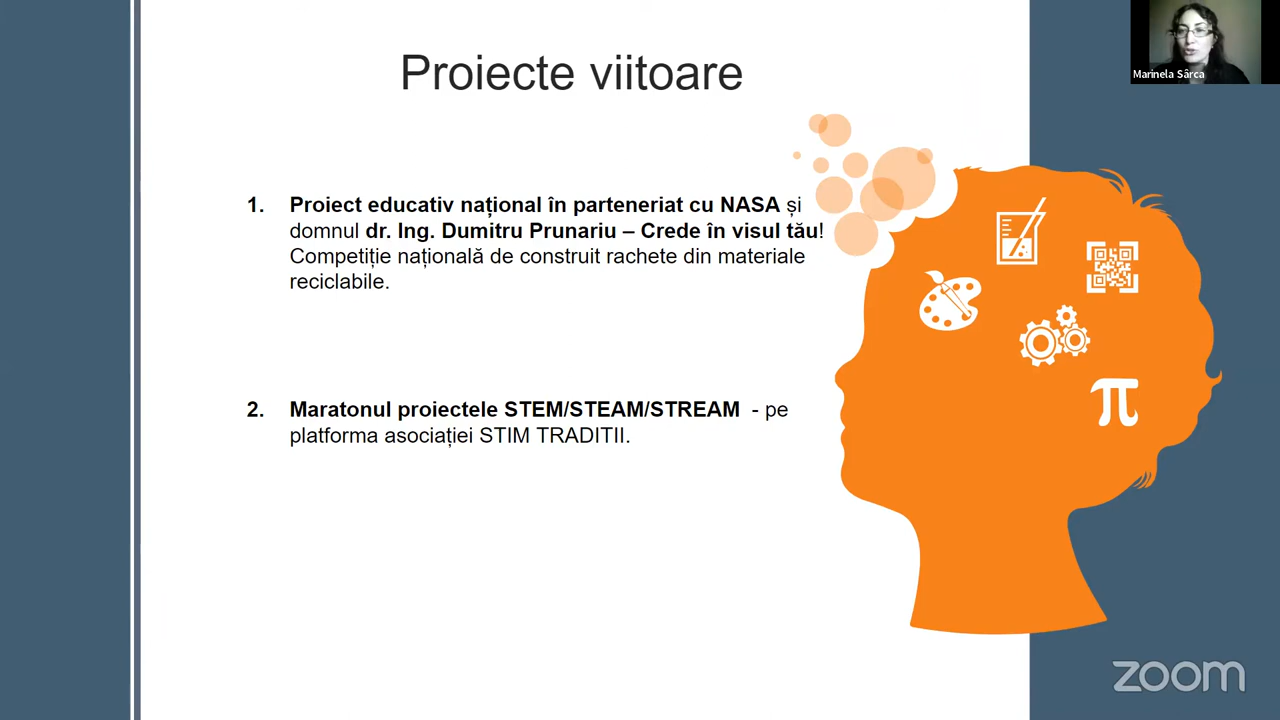 Proiecte viitoare
Marinela Sârca
1. Proiect educativ național în parteneriat cu NASA și
domnul dr. Ing. Dumitru Prunariu – Crede în visul tău!
Competiție națională de construit rachete din materiale
reciclabile.
2. Maratonul proiectele STEM/STEAM/STREAM - pe
platforma asociației STIM TRADITII.
π
zoom